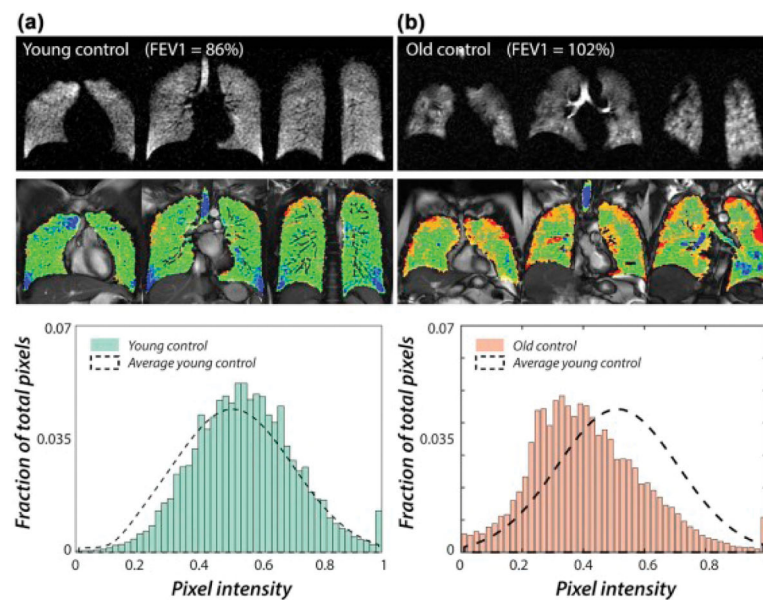 (a)
Young control (FEV1 = 86%)
(b)
Old control (FEV1 = 102%)
0.07
0.035
0
Fraction of total pixels
Young control
Average young control
0
0.2
0.4
0.6
0.8
1
Pixel intensity
0.07
0.035
0
Fraction of total pixels
Old control
Average young control
0
0.2
0.4
0.6
0.8
Pixel intensity